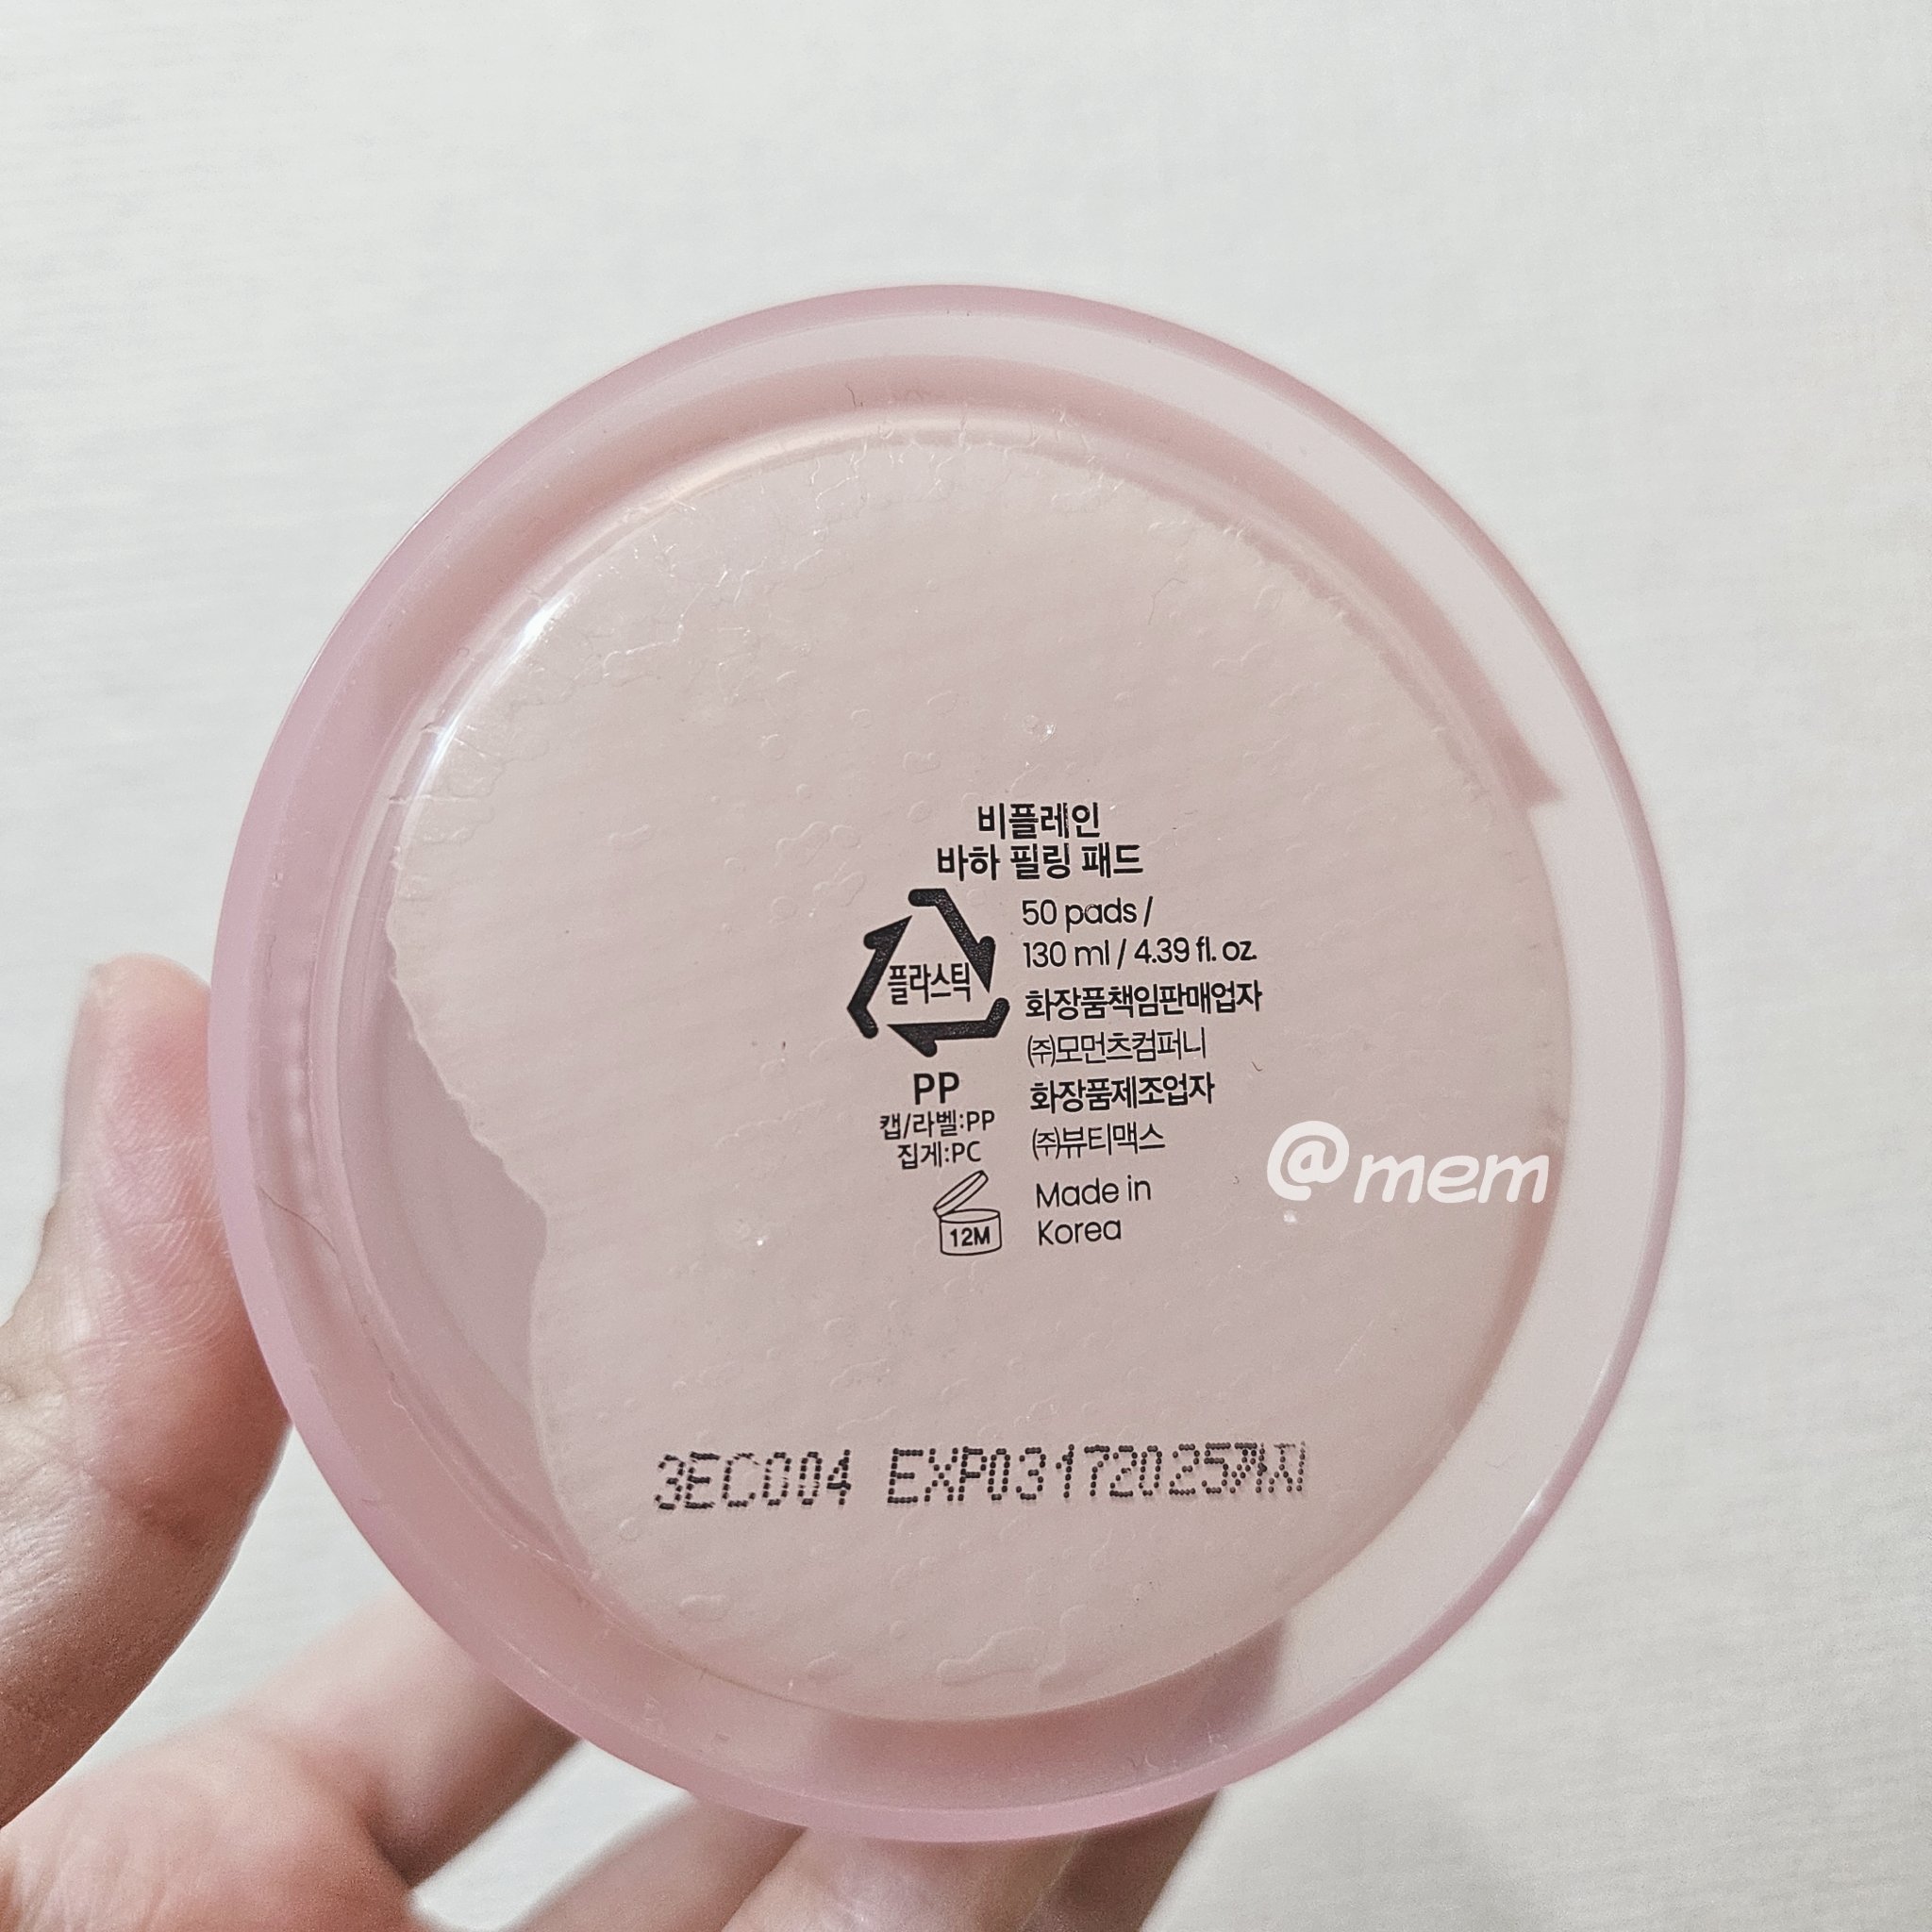 비플레인
바하 필링 패드
플라스틱
PP
캡/라벨:PP
집게:PC
12M
50 pads /
130 ml / 4.39 fl. oz.
화장품책임판매업자
㈜모먼츠컴퍼니
화장품제조업자
㈜뷰티맥스
Made in
Korea
@mem
3EC004 EXP03172025까지